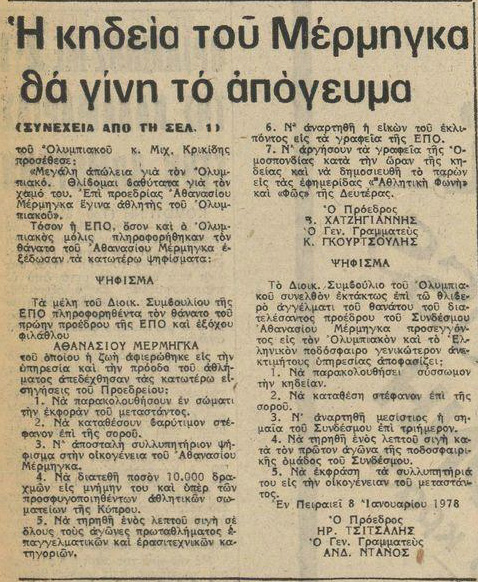 Ἡ κηδεία τοῦ Μέρμηγκα
θά γίνη τό ἀπόγευμα
(ΣΥΝΕΧΕΙΑ ΑΠΟ ΤΗ ΣΕΛ. 1)
τοῦ Ὀλυμπιακοῦ κ. Μιχ. Κρικίδης
προσέθεσε:
«Μεγάλη ἀπώλεια γιά τόν Ὀλυμ-
πιακό. Θλίβομαι βαθύτατα γιά τόν
χαμό του. Ἐπί προεδρίας Ἀθανασίου
Μέρμηγκα ἔγινα ἀθλητής τοῦ Ὀλυ-
μπιακοῦ».
Τόσον ἡ ΕΠΟ, ὅσον καί ὁ Ὀλυμ-
πιακός μόλις πληροφορήθηκαν τόν
θάνατο τοῦ Ἀθανασίου Μέρμηγκα ἐ-
ξέδωσαν τά κατωτέρω ψηφίσματα:
ΨΗΦΙΣΜΑ
Τά μέλη τοῦ Διοικ. Συμβουλίου τῆς
ΕΠΟ πληροφορηθέντα τόν θάνατον τοῦ
πρώην προέδρου τῆς ΕΠΟ καί ἐξόχου
φιλάθλου
ΑΘΑΝΑΣΙΟΥ ΜΕΡΜΗΓΚΑ
τοῦ ὁποίου ἡ ζωή ἀφιερώθηκε εἰς τήν
ὑπηρεσία καί τήν πρόοδο τοῦ ἀθλή-
ματος ἀπεδέχθησαν τάς κατωτέρω εἰ-
σηγήσεις τοῦ Προεδρείου:
1. Νά παρακολουθήσουν ἐν σώματι
τήν ἐκφοράν τοῦ μεταστάντος.
2. Νά καταθέσουν βαρύτιμον στέ-
φανον ἐπί τῆς σοροῦ.
3. Ν' ἀποσταλῆ συλλυπητήριον ψή-
φισμα στήν οἰκογένεια τοῦ Ἀθανασίου
Μέρμηγκα.
4. Νά διατεθῆ ποσόν 10.000 δρα-
χμῶν εἰς μνήμην του καί ὑπέρ τῶν
προσφυγοποιηθέντων ἀθλητικῶν σω-
ματείων τῆς Κύπρου.
5. Νά τηρηθῆ ἑνός λεπτοῦ σιγή σέ
ὅλους τούς ἀγῶνες πρωταθλήματος ἐ-
παγγελματικῶν καί ἐρασιτεχνικῶν κα-
τηγοριῶν.
6. Ν' ἀναρτηθῆ ἡ εἰκών τοῦ ἐκλι-
πόντος εἰς τά γραφεῖα τῆς ΕΠΟ.
7. Ν' ἀργήσουν τά γραφεῖα τῆς Ὁ-
μοσπονδίας κατά τήν ὥραν τῆς κη-
δείας καί νά δημοσιευθῆ τό παρόν
εἰς τάς ἐφημερίδας «Ἀθλητική Φωνή»
καί «Φῶς» τῆς Δευτέρας.
Ὁ Πρόεδρος
Β. ΧΑΤΖΗΓΙΑΝΝΗΣ
Ὁ Γεν. Γραμματεύς
Κ. ΓΚΟΥΡΤΣΟΥΛΗΣ
ΨΗΦΙΣΜΑ
Τό Διοικ. Συμβούλιο τοῦ Ὀλυμπια-
κοῦ συνελθόν ἐκτάκτως ἐπί τῶ θλιβε-
ρῶ ἀγγέλματι τοῦ θανάτου τοῦ δια-
τελέσαντος προέδρου τοῦ Συνδέσμου
Ἀθανασίου Μέρμηγκα προσεγγόν-
τος εἰς τόν Ὀλυμπιακόν καί τό Ἑλ-
ληνικόν ποδόσφαιρο γενικώτερον ἀνε-
κτιμήτους ὑπηρεσίας ἀποφασίζει:
1. Νά παρακολουθήση σύσσωμον
τήν κηδείαν.
2. Νά καταθέση στέφανον ἐπί τῆς
σοροῦ.
3. Ν' ἀναρτηθῆ μεσίστιος ἡ ση-
μαία τοῦ Συνδέσμου ἐπί τριήμερον.
4. Νά τηρηθῆ ἑνός λεπτοῦ σιγή κα-
τά τόν πρῶτον ἀγῶνα τῆς ποδοσφαιρι-
κῆς ὁμάδος τοῦ Συνδέσμου.
5. Νά ἐκφράση τά συλλυπητήριά
του εἰς τήν οἰκογένειαν τοῦ μεταστάν-
τος.
Ἐν Πειραιεῖ 8 Ἰανουαρίου 1978
Ὁ Πρόεδρος
ΗΡ. ΤΣΙΤΣΑΛΗΣ
Ὁ Γεν. Γραμματεύς
ΑΝΔ. ΝΤΑΝΟΣ